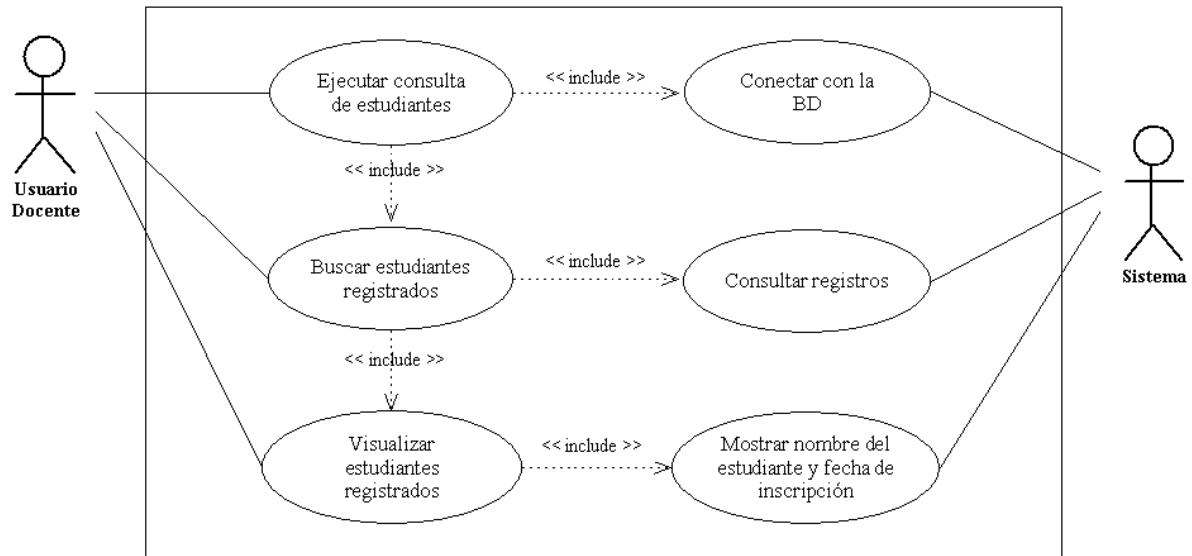 Ejecutar consulta
de estudiantes
<< include >>
Conectar con la
BD
<< include >>
Usuario
Docente
Buscar estudiantes
registrados
<< include >>
Consultar registros
Sistema
<< include >>
Visualizar
estudiantes
registrados
<< include >>
Mostrar nombre del
estudiante y fecha de
inscripción